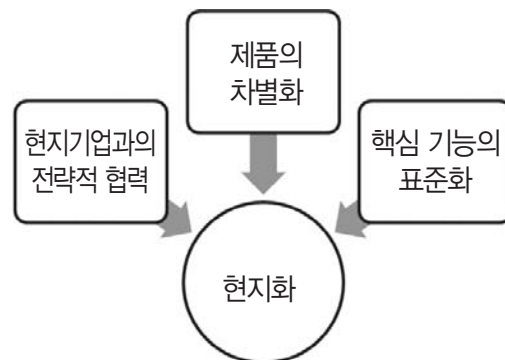 제품의
차별화
현지기업과의
전략적 협력
핵심 기능의
표준화
현지화